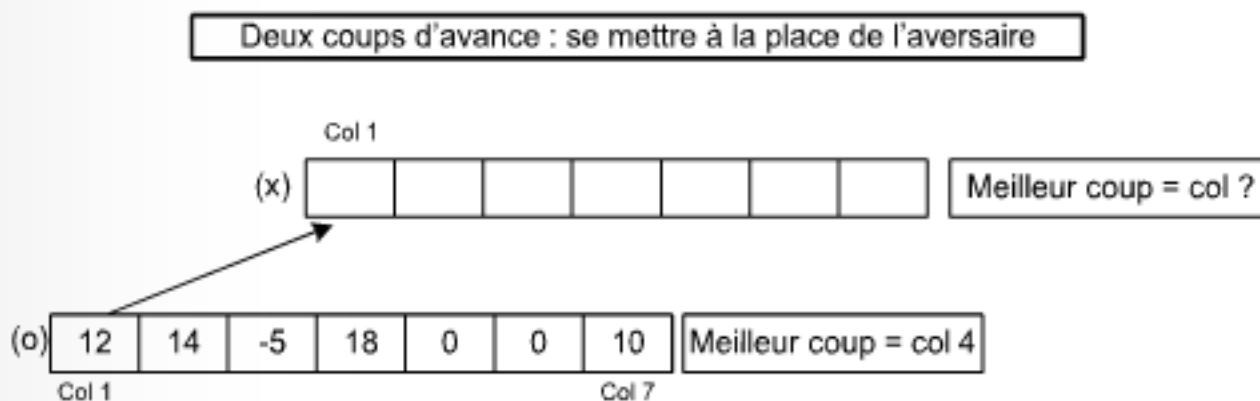 Deux coups d'avance : se mettre à la place de l'aversaire
Col 1
(x) Meilleur coup = col ?
(o) 12 14 -5 18 0 0 10 Meilleur coup = col 4
Col 1 Col 7